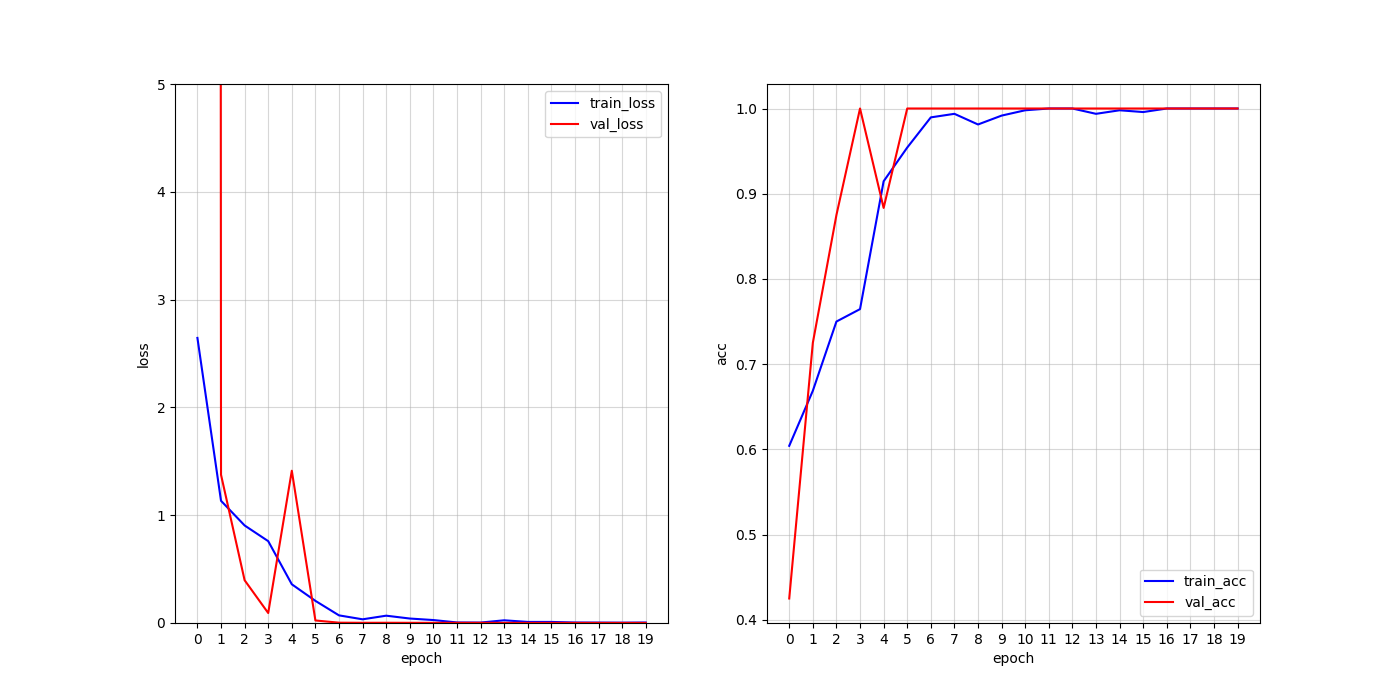 5
4
3
2
1
0
loss
0 1 2 3 4 5 6 7 8 9 10 11 12 13 14 15 16 17 18 19
epoch
train_loss
val_loss
1.0
0.9
0.8
0.7
0.6
0.5
0.4
acc
0 1 2 3 4 5 6 7 8 9 10 11 12 13 14 15 16 17 18 19
epoch
train_acc
val_acc